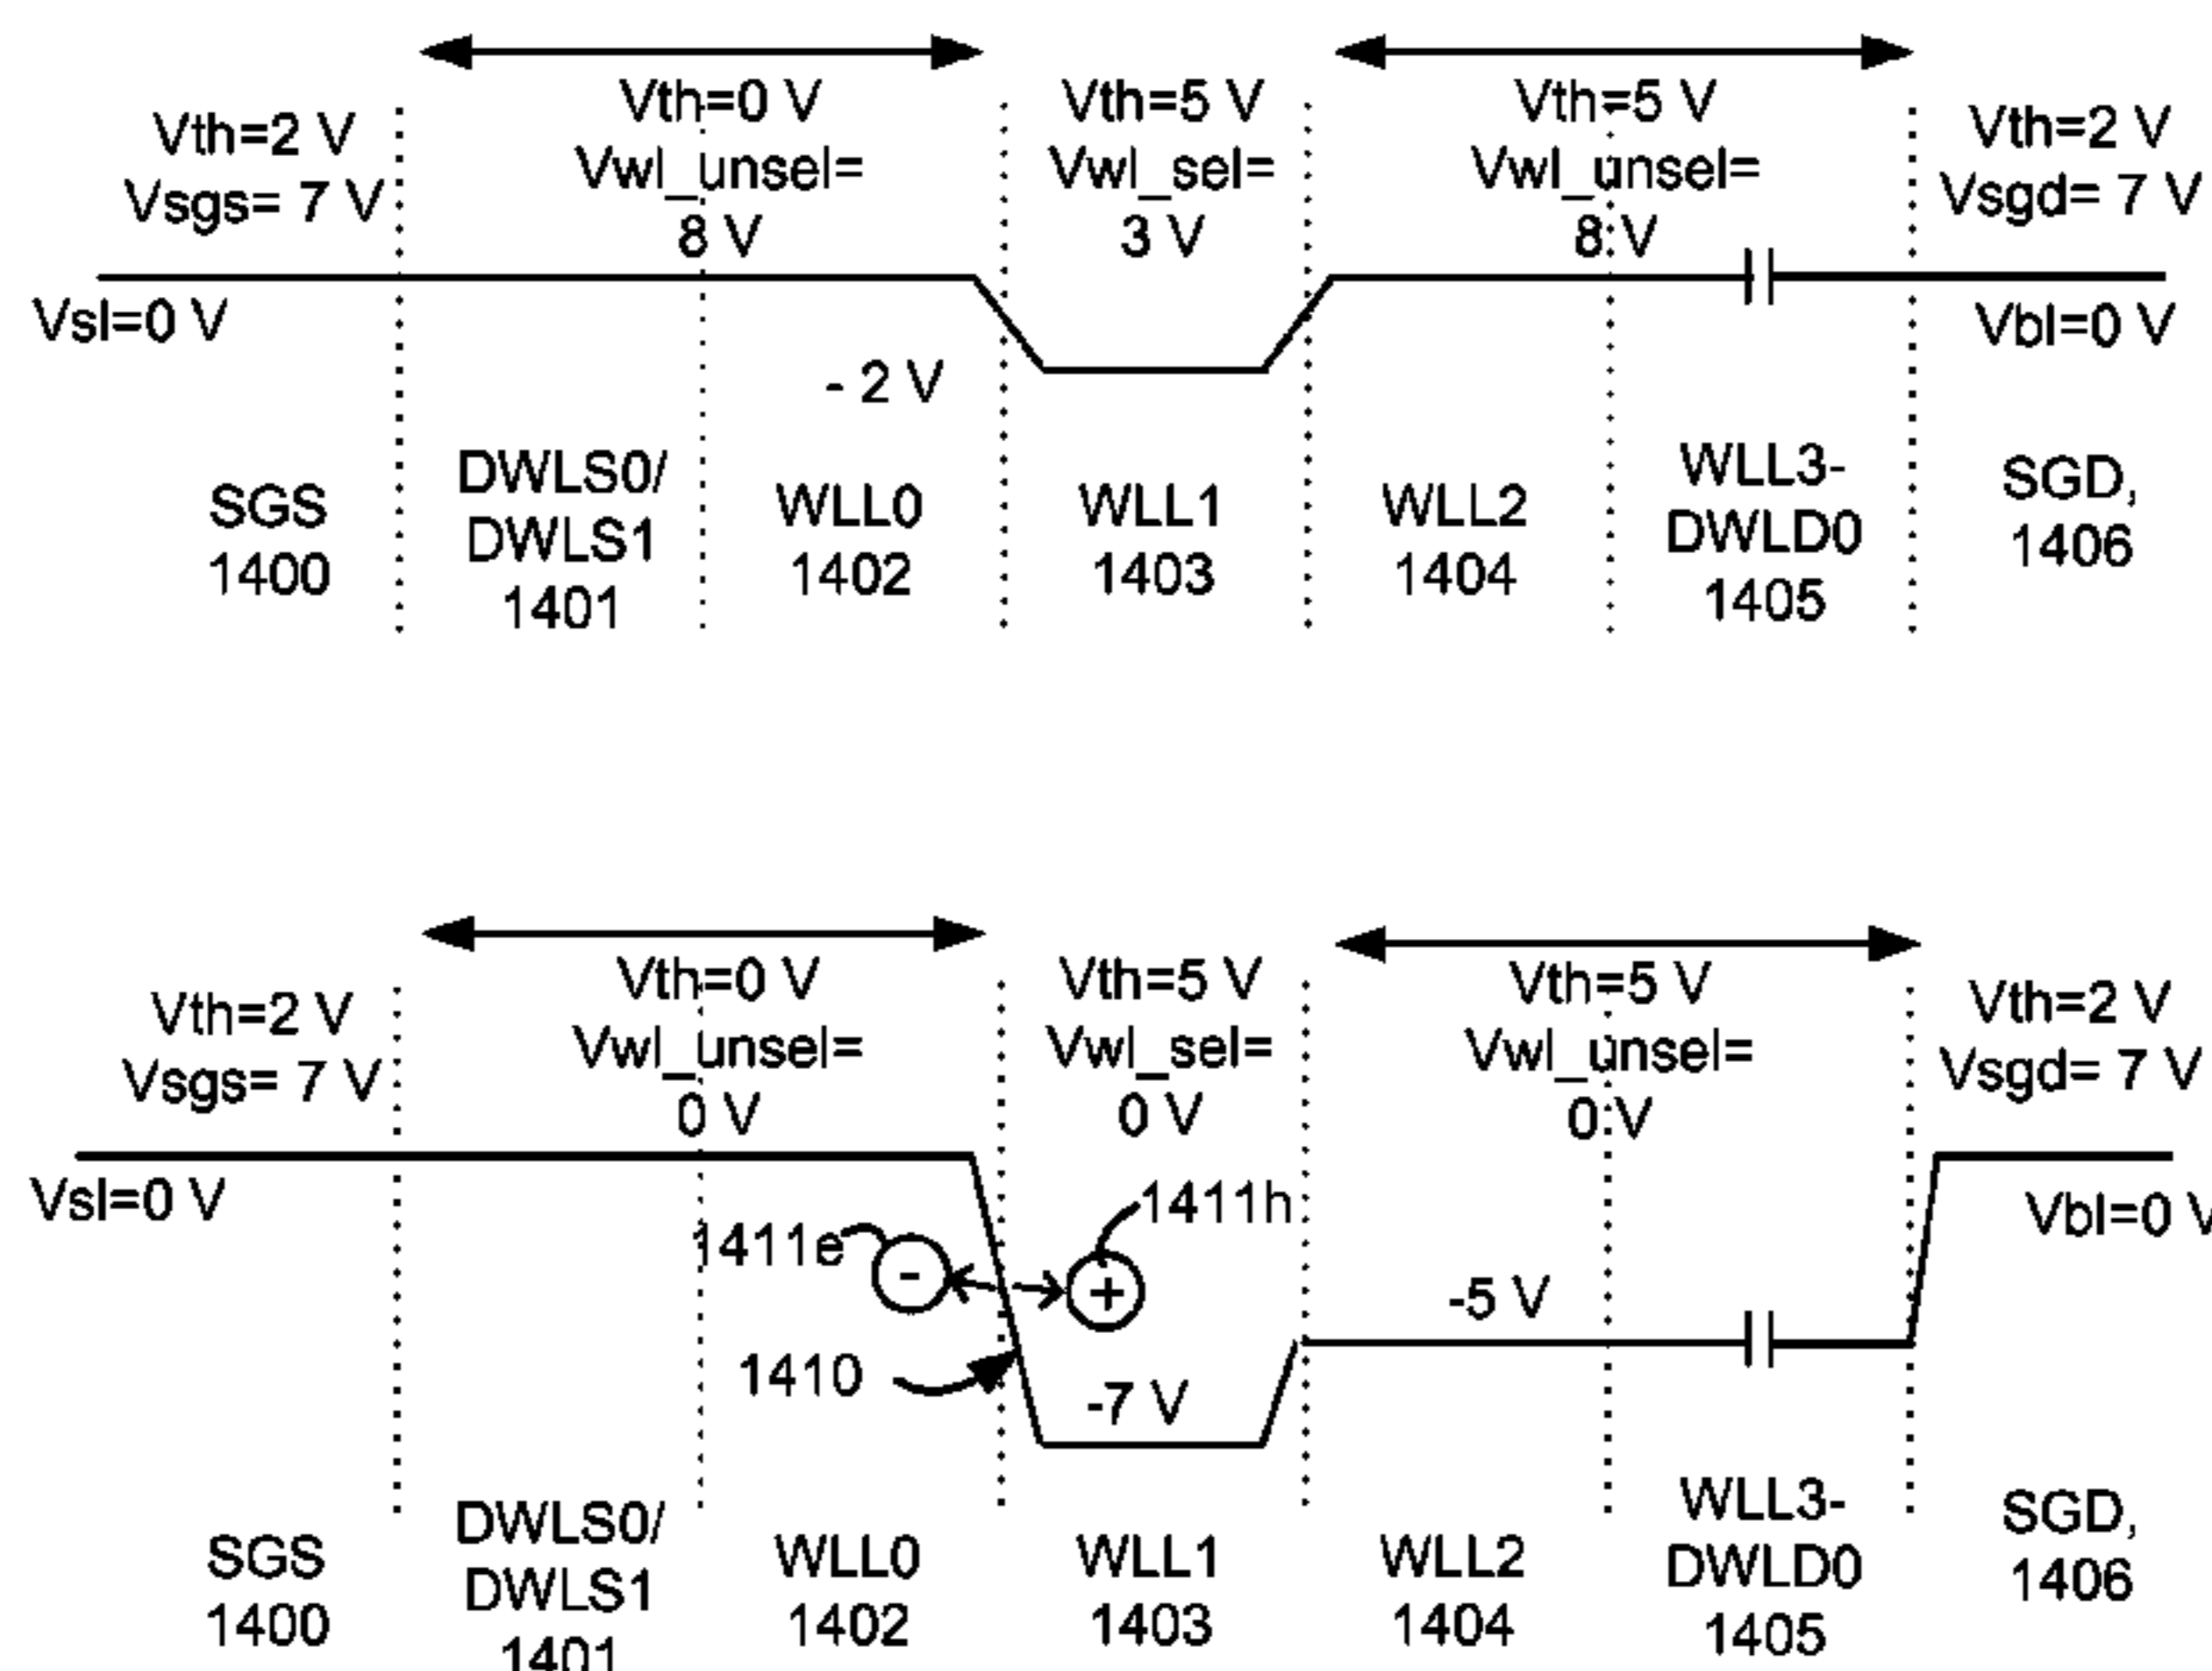 Vth=2 V
Vsgs= 7 V
Vth=0 V
Vwl_unsel=
8 V
Vth=5 V
Vwl_sel=
3 V
Vth=5 V
Vwl_unsel=
8 V
Vth=2 V
Vsgd= 7 V
Vsl=0 V
- 2 V
Vbl=0 V
SGS
1400
DWLS0/
DWLS1
1401
WLL0
1402
WLL1
1403
WLL2
1404
WLL3-
DWLD0
1405
SGD,
1406
Vth=2 V
Vsgs= 7 V
Vth=0 V
Vwl_unsel=
0 V
Vth=5 V
Vwl_sel=
0 V
Vth=5 V
Vwl_unsel=
0 V
Vth=2 V
Vsgd= 7 V
Vsl=0 V
1411e
-
1411h
+
Vbl=0 V
1410
-7 V
-5 V
SGS
1400
DWLS0/
DWLS1
1401
WLL0
1402
WLL1
1403
WLL2
1404
WLL3-
DWLD0
1405
SGD,
1406